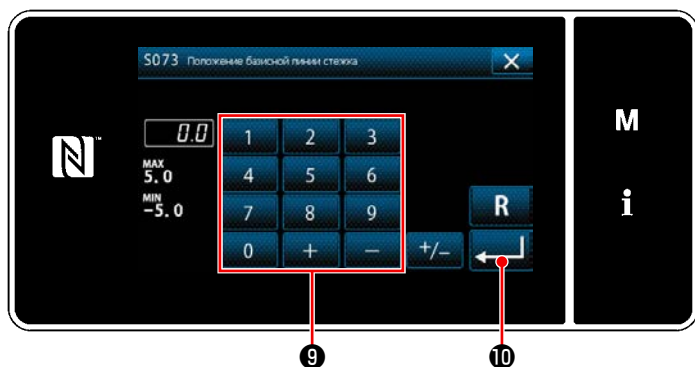 S073 Положение базисной линии стежка
M
0.0 1 2 3
MAX
5.0 4 5 6
MIN
-5.0 7 8 9 R i
0 + − +/−
❾ ❿